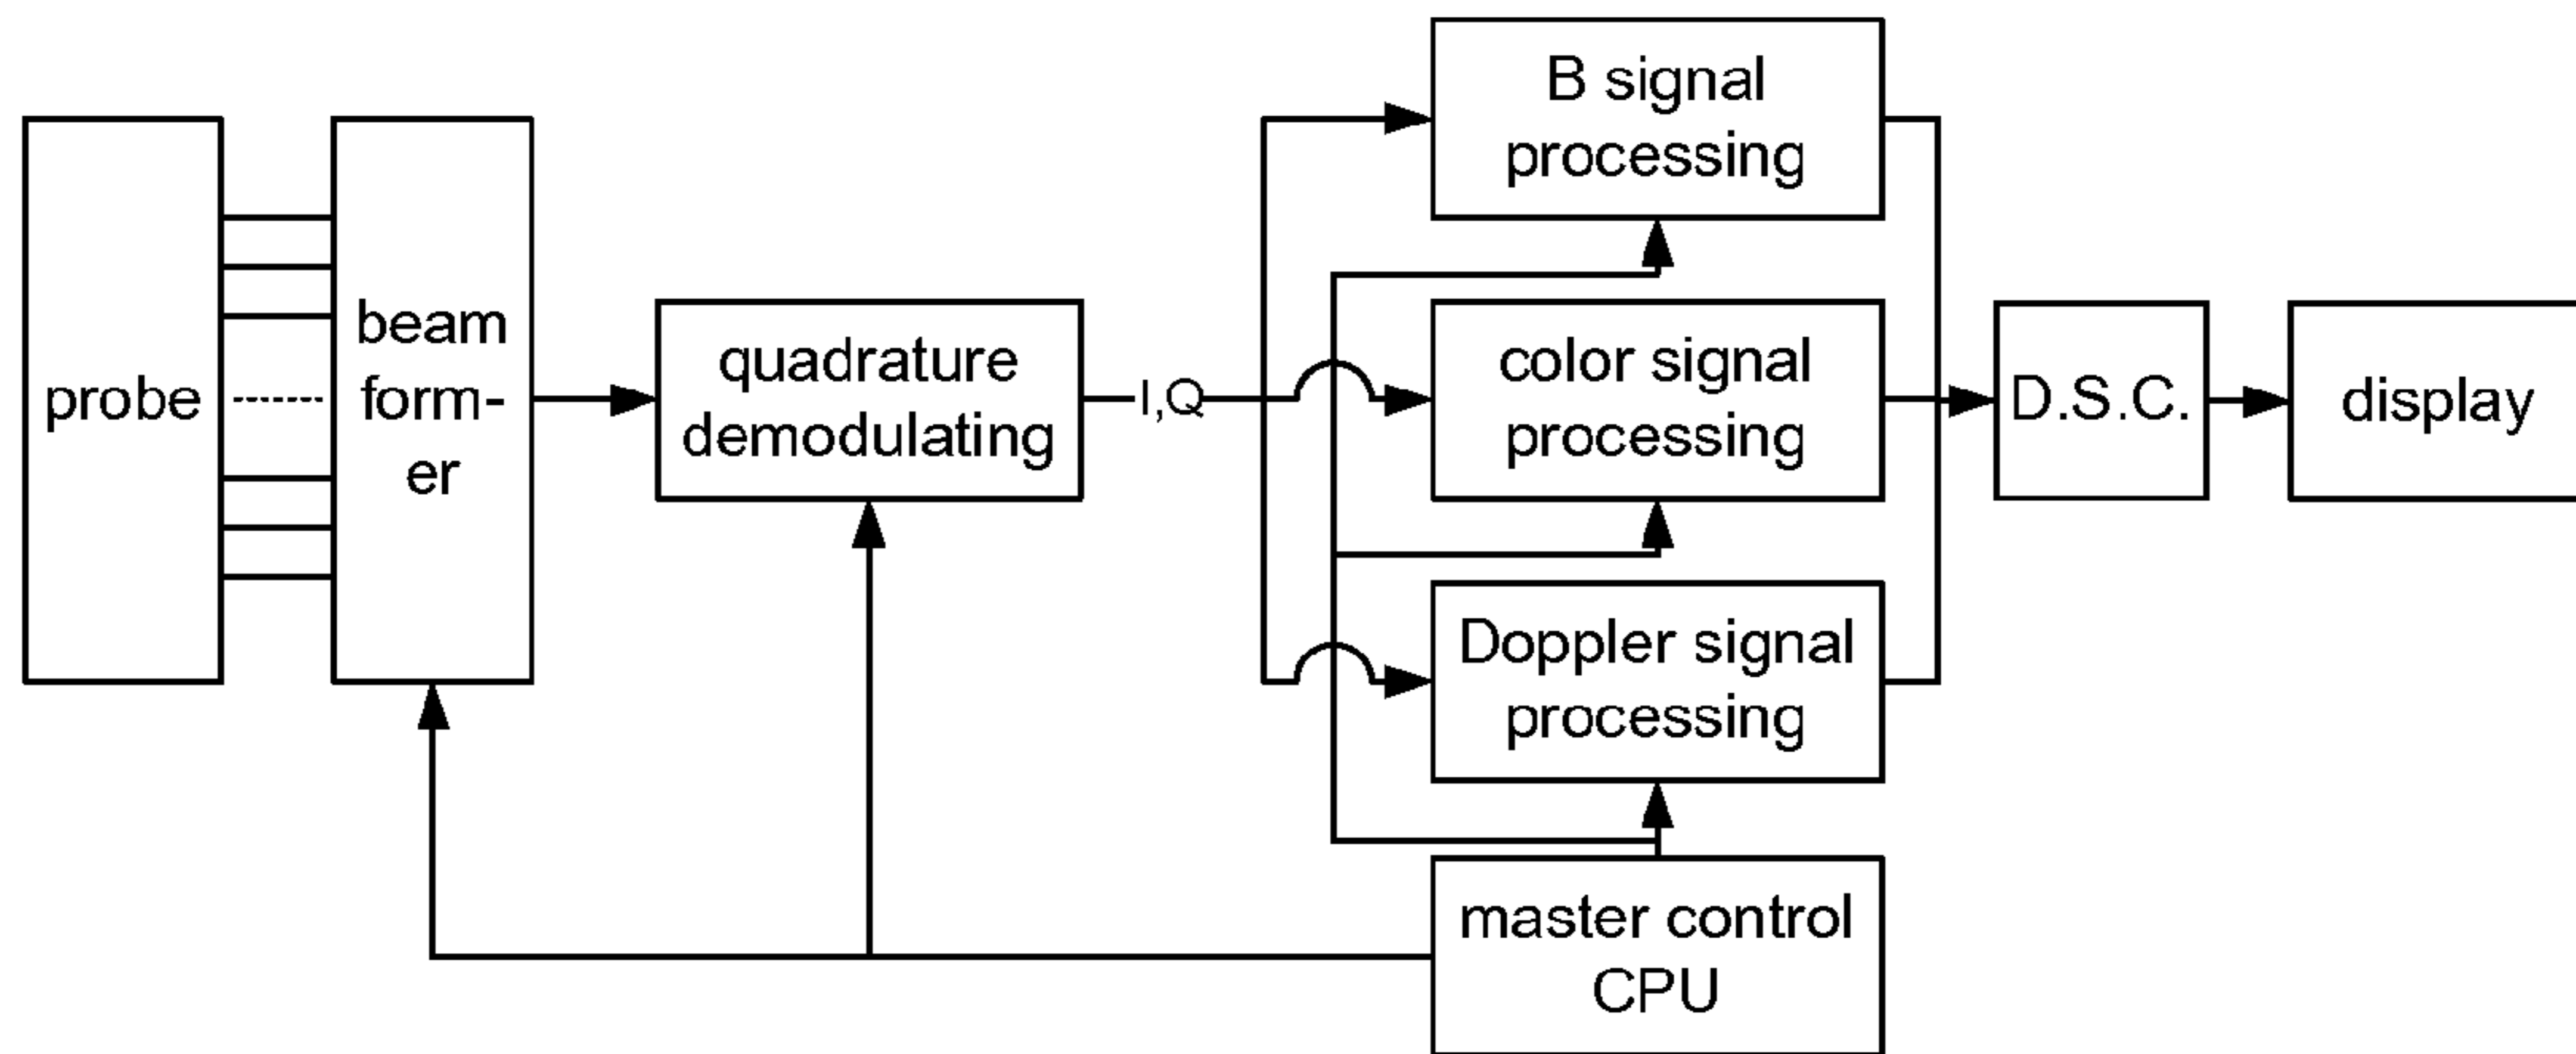 probe
beam
form-
er
quadrature
demodulating
I,Q
B signal
processing
color signal
processing
Doppler signal
processing
master control
CPU
D.S.C.
display